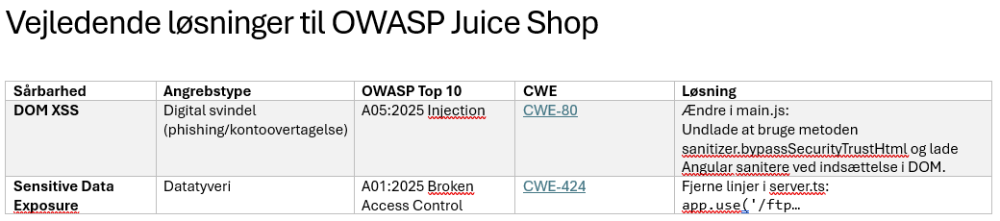 Vejledende løsninger til OWASP Juice Shop
Sårbarhed Angrebstype OWASP Top 10 CWE Løsning
DOM XSS Digital svindel A05:2025 Injection CWE-80 Ændre i main.js:
(phishing/kontoovertagelse) Undlade at bruge metoden
sanitizer.bypassSecurityTrustHtml og lade
Angular sanitere ved indsættelse i DOM.
Sensitive Data Datatyveri A01:2025 Broken CWE-424 Fjerne linjer i server.ts:
Exposure Access Control app.use('/ftp…